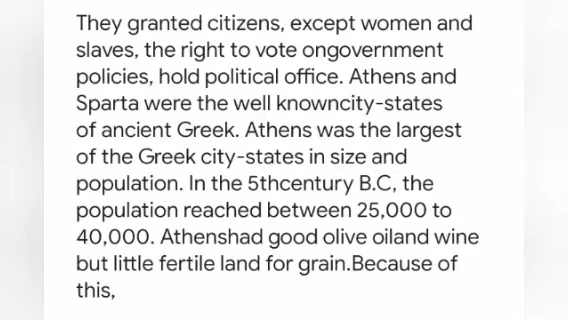 They granted citizens, except women and
slaves, the right to vote ongovernment
policies, hold political office. Athens and
Sparta were the well knowncity-states
of ancient Greek. Athens was the largest
of the Greek city-states in size and
population. In the 5thcentury B.C, the
population reached between 25,000 to
40,000. Athenshad good olive oiland wine
but little fertile land for grain.Because of
this,